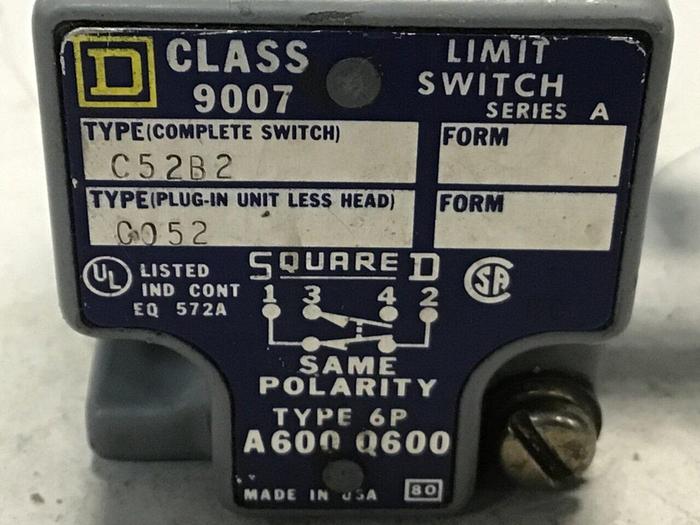 D CLASS 9007
LIMIT SWITCH
SERIES A
TYPE(COMPLETE SWITCH)
C52B2
FORM
TYPE(PLUG-IN UNIT LESS HEAD)
CO52
FORM
UL LISTED
IND CONT
EQ 572A
SQUARE D
SA
1 3 4 2
SAME
POLARITY
TYPE 6P
A600 Q600
MADE IN USA 80